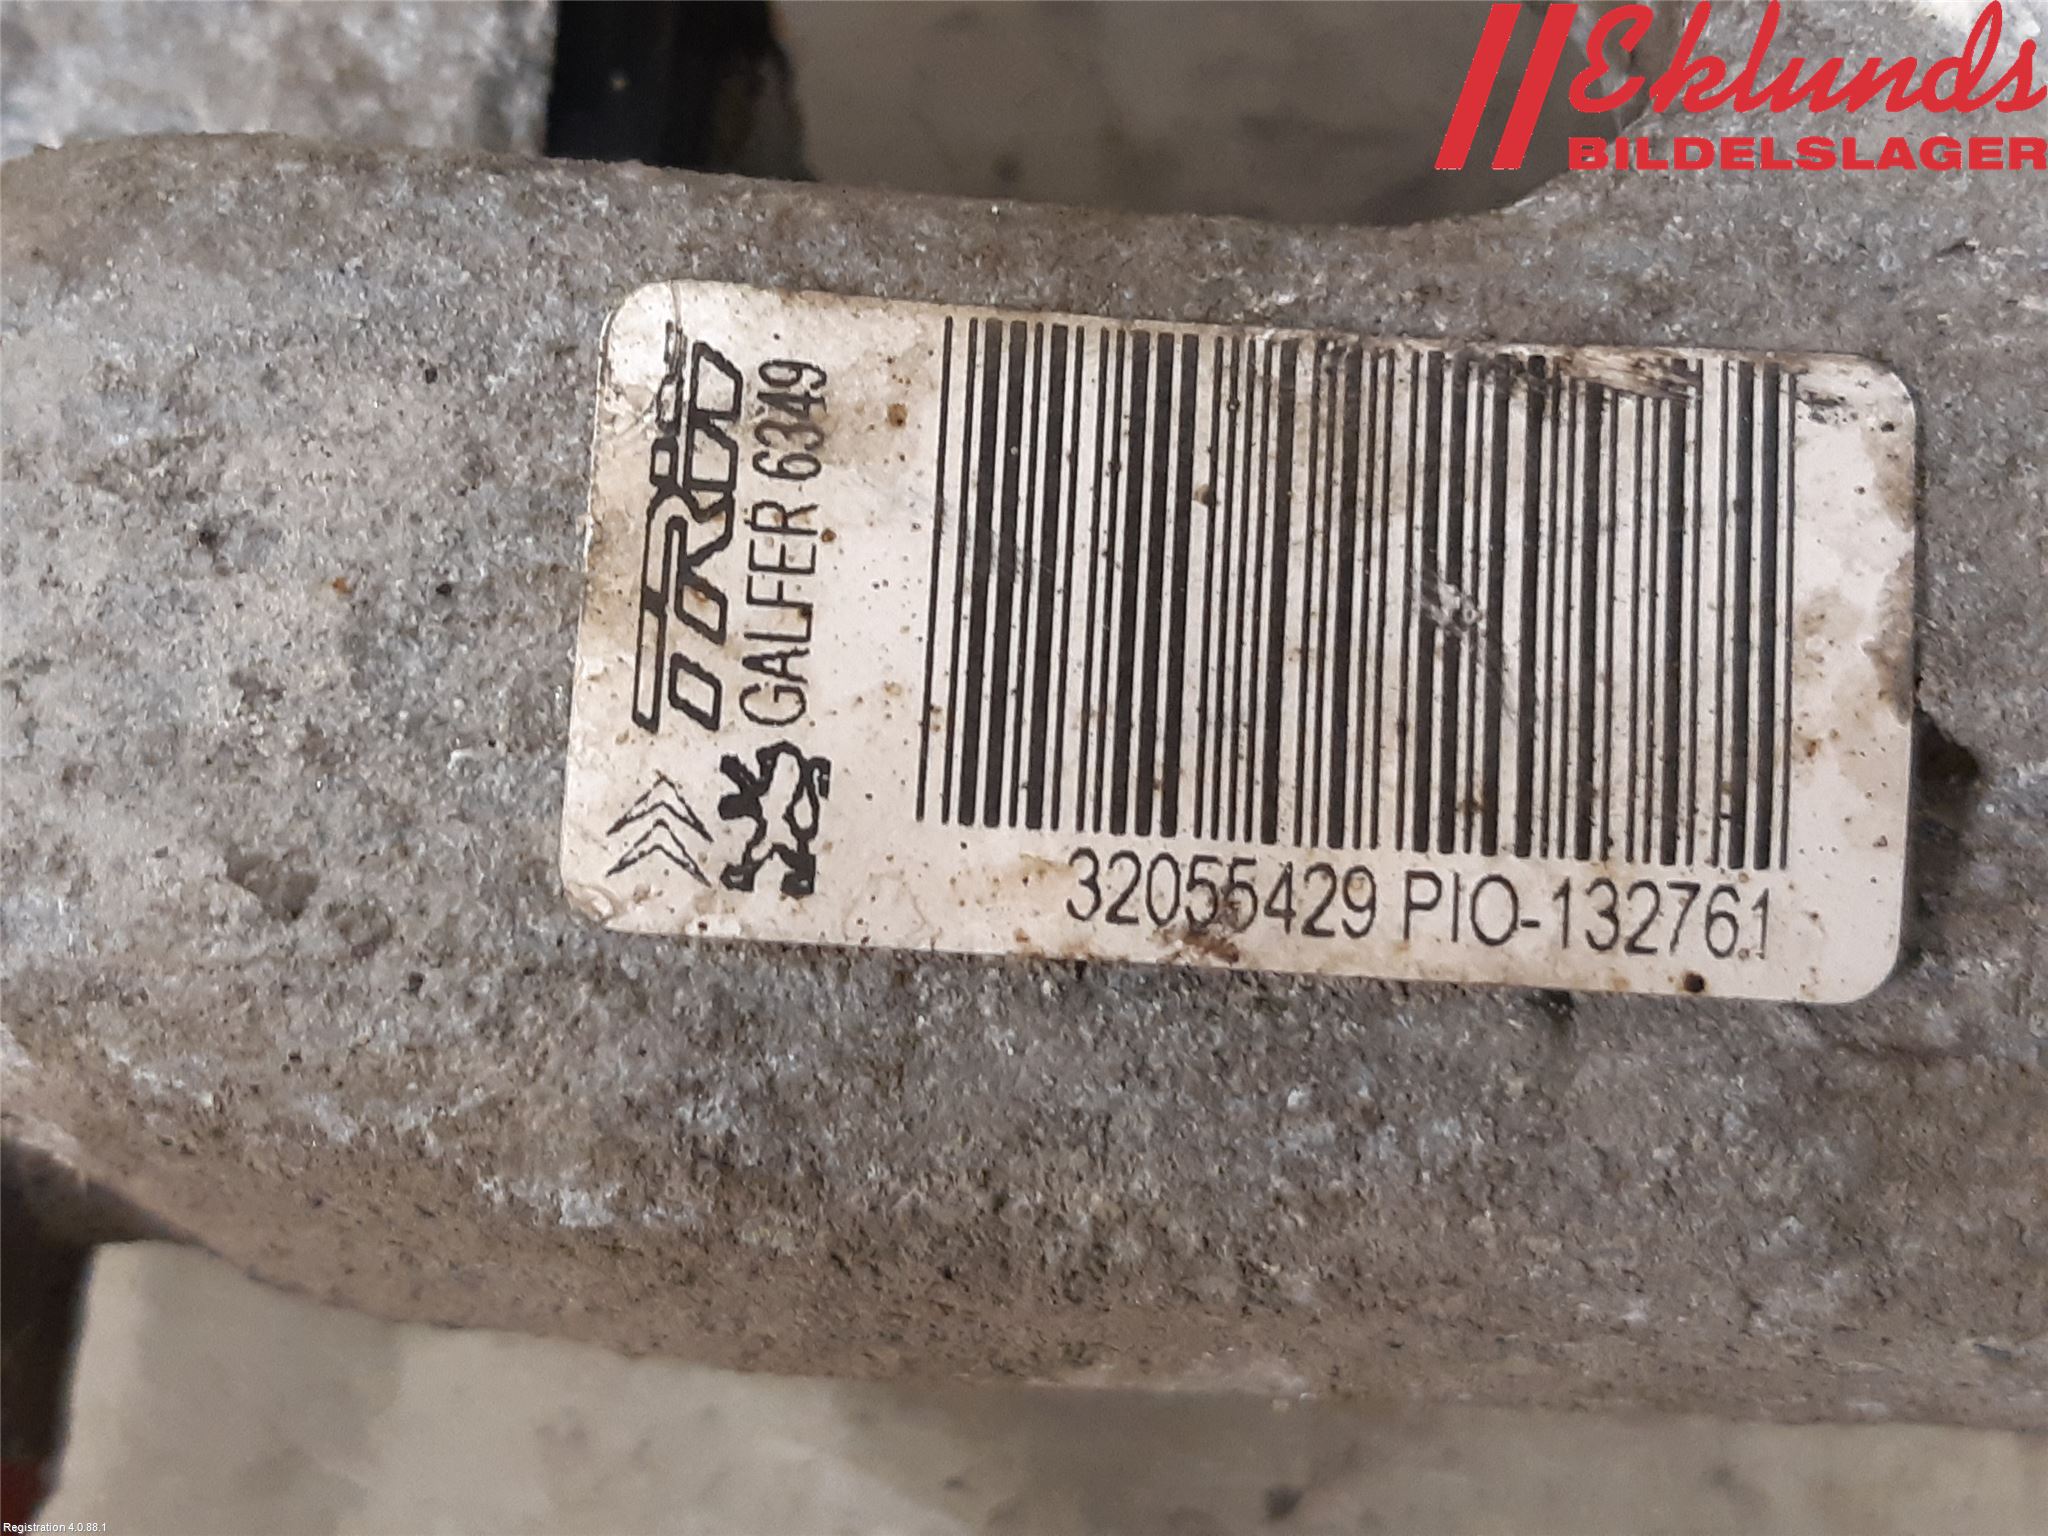 Eklunds
BILDELSLAGER
TRW
GALFER 6349
32055429 PIO-132761
Registration 4.0.88.1